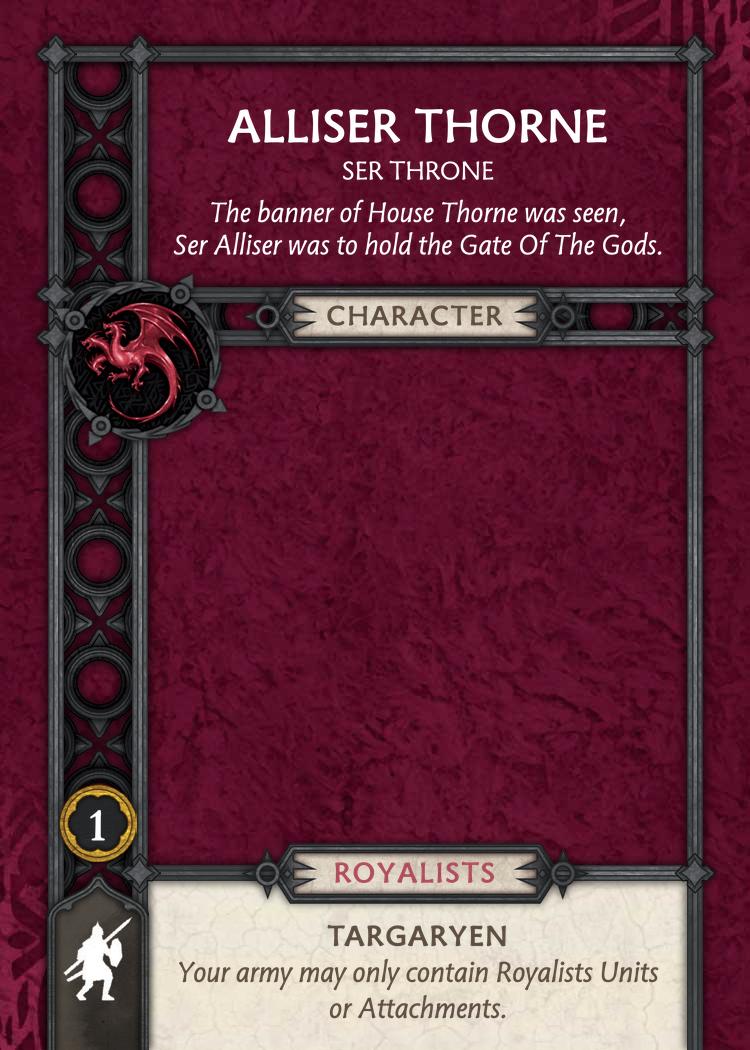 ALLISER THORNE
SER THRONE
The banner of House Thorne was seen,
Ser Alliser was to hold the Gate Of The Gods.
CHARACTER
1
ROYALISTS
TARGARYEN
Your army may only contain Royalists Units
or Attachments.